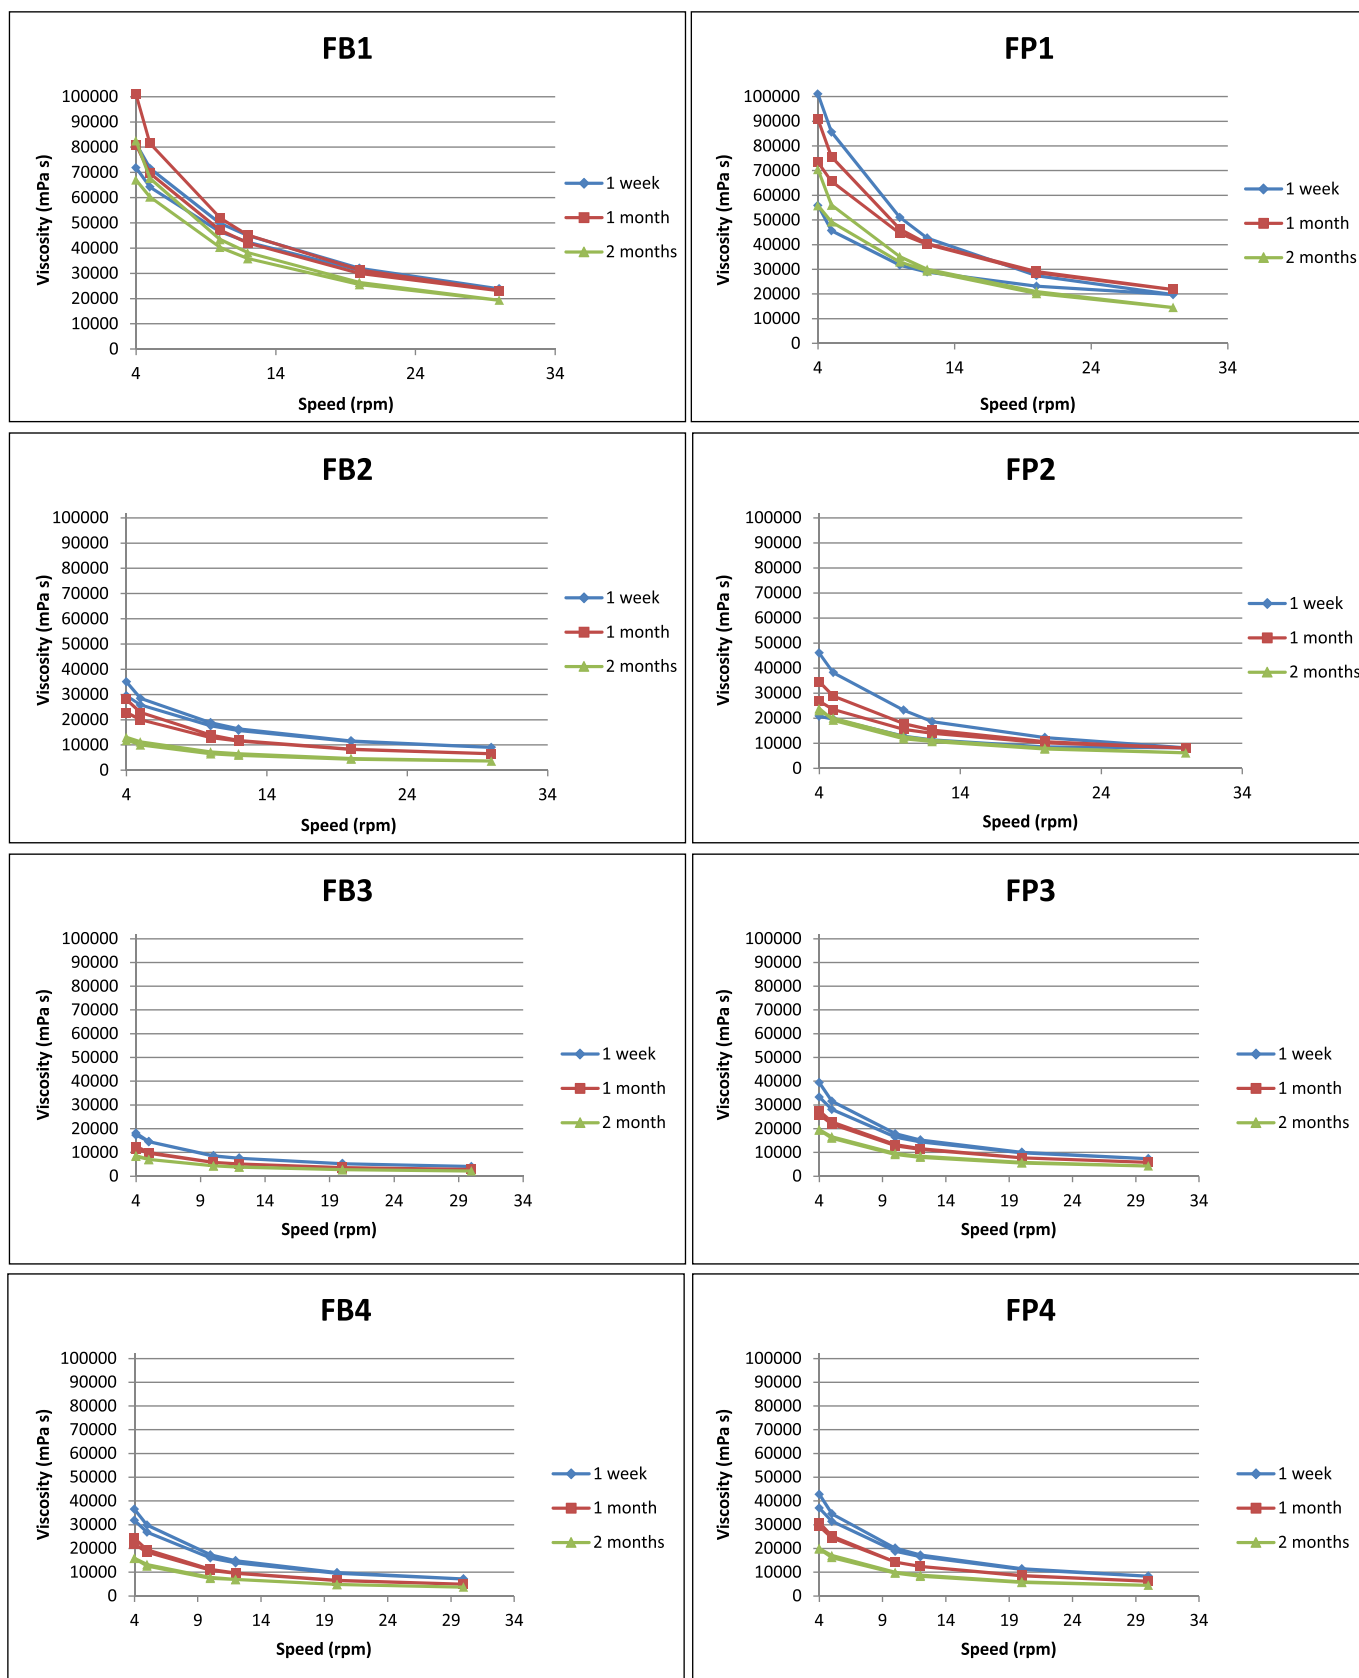 FB1
Viscosity (mPa s)
100000
90000
80000
70000
60000
50000
40000
30000
20000
10000
0
4
14
24
34
Speed (rpm)
1 week
1 month
2 months
FP1
Viscosity (mPa s)
100000
90000
80000
70000
60000
50000
40000
30000
20000
10000
0
4
14
24
34
Speed (rpm)
1 week
1 month
2 months
FB2
Viscosity (mPa s)
100000
90000
80000
70000
60000
50000
40000
30000
20000
10000
0
4
14
24
34
Speed (rpm)
1 week
1 month
2 months
FP2
Viscosity (mPa s)
100000
90000
80000
70000
60000
50000
40000
30000
20000
10000
0
4
14
24
34
Speed (rpm)
1 week
1 month
2 months
FB3
Viscosity (mPa s)
100000
90000
80000
70000
60000
50000
40000
30000
20000
10000
0
4
9
14
19
24
29
34
Speed (rpm)
1 week
1 month
2 month
FP3
Viscosity (mPa s)
100000
90000
80000
70000
60000
50000
40000
30000
20000
10000
0
4
9
14
19
24
29
34
Speed (rpm)
1 week
1 month
2 months
FB4
Viscosity (mPa s)
100000
90000
80000
70000
60000
50000
40000
30000
20000
10000
0
4
9
14
19
24
29
34
Speed (rpm)
1 week
1 month
2 months
FP4
Viscosity (mPa s)
100000
90000
80000
70000
60000
50000
40000
30000
20000
10000
0
4
9
14
19
24
29
34
Speed (rpm)
1 week
1 month
2 months